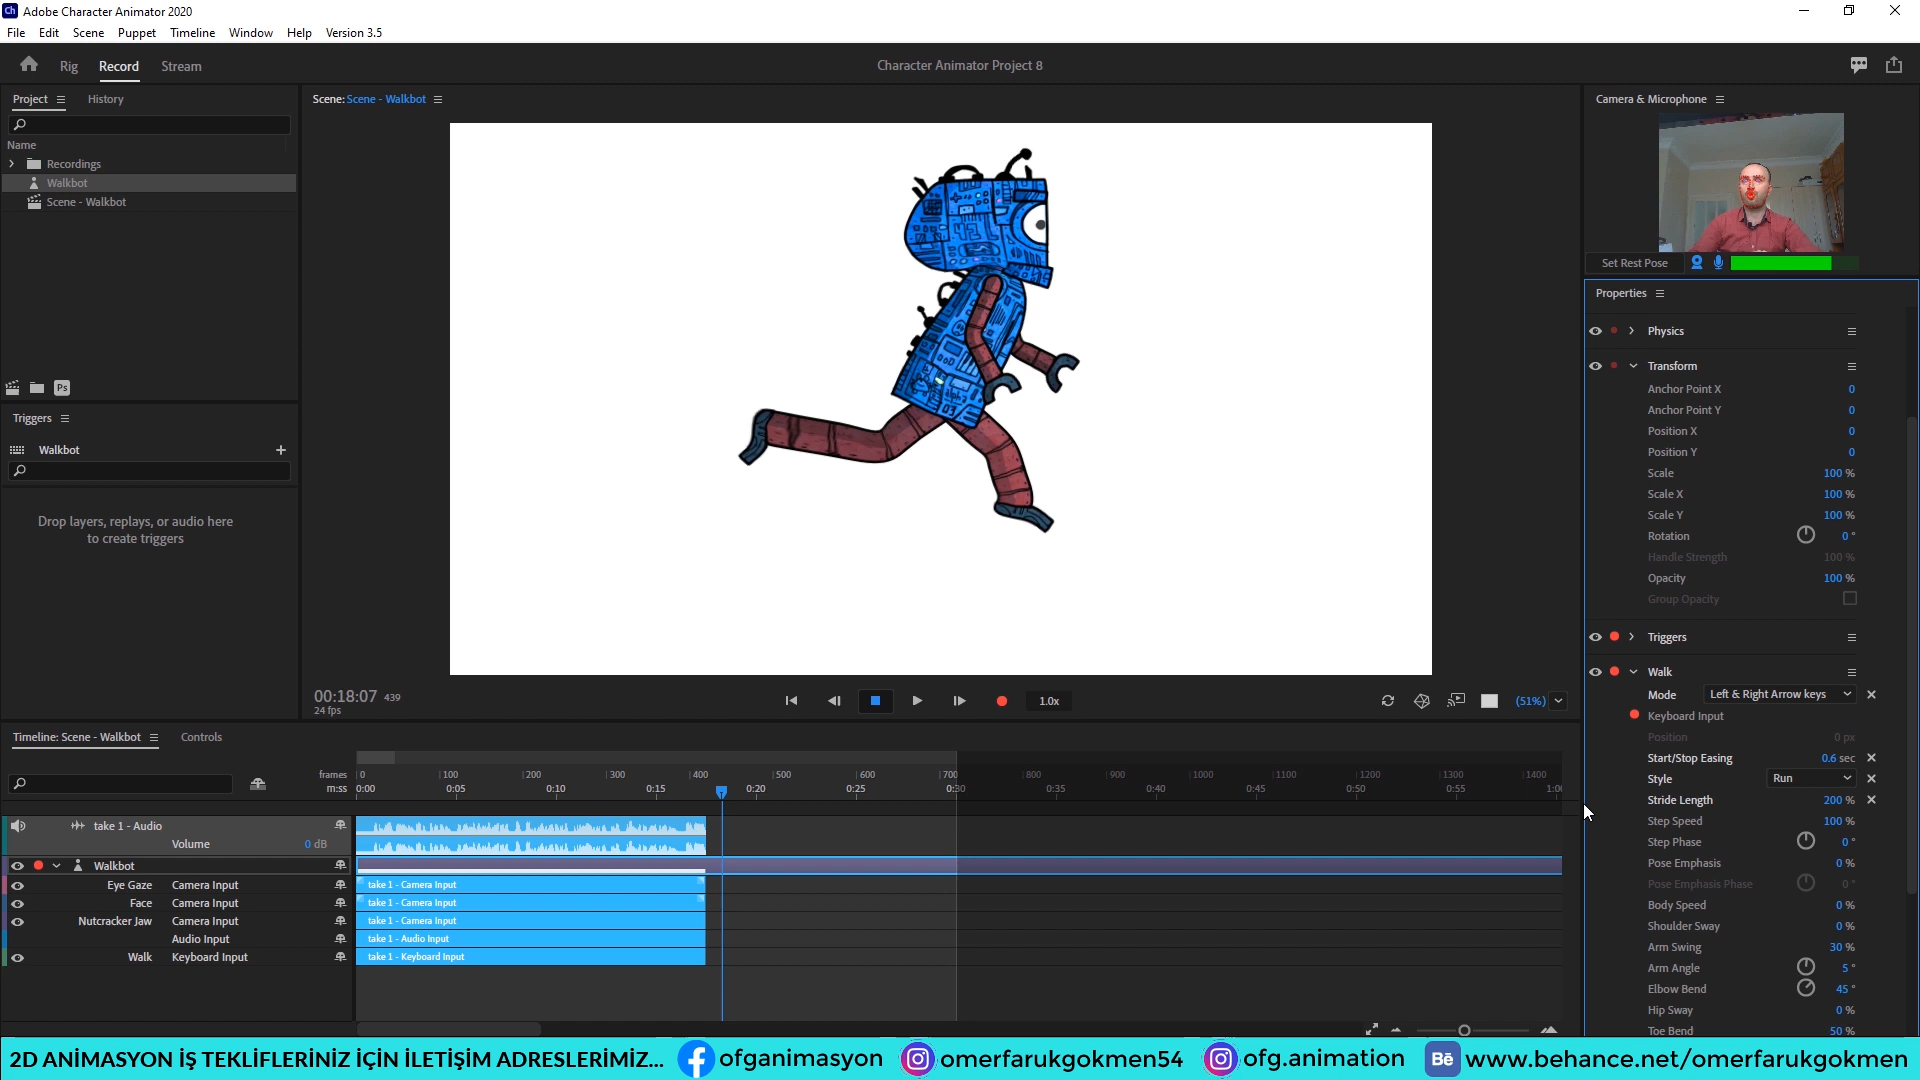 Ch Adobe Character Animator 2020
File Edit Scene Puppet Timeline Window Help Version 3.5
Rig Record Stream
Character Animator Project 8
Project History
Name
Recordings
Walkbot
Scene - Walkbot
Ps
Triggers
Walkbot
Drop layers, replays, or audio here
to create triggers
Scene: Scene - Walkbot
00:18:07 439
24 fps
1.0x
(51%)
Camera & Microphone
Set Rest Pose
Properties
Physics
Transform
Anchor Point X 0
Anchor Point Y 0
Position X 0
Position Y 0
Scale 100 %
Scale X 100 %
Scale Y 100 %
Rotation 0 °
Handle Strength 100 %
Opacity 100 %
Group Opacity
Triggers
Walk
Mode Left & Right Arrow keys
Keyboard Input
Position 0 px
Start/Stop Easing 0.6 sec
Style Run
Stride Length 200 %
Step Speed 100 %
Step Phase 0 °
Pose Emphasis 0 %
Pose Emphasis Phase 0 °
Body Speed 0 %
Shoulder Sway 0 %
Arm Swing 30 %
Arm Angle 5 °
Elbow Bend 45 °
Hip Sway 0 %
Toe Bend 50 %
Timeline: Scene - Walkbot Controls
frames 0 100 200 300 400 500 600 700 800 900 1000 1100 1200 1300 1400
m:ss 0:00 0:05 0:10 0:15 0:20 0:25 0:30 0:35 0:40 0:45 0:50 0:55
take 1 - Audio
Volume 0 dB
Walkbot
Eye Gaze Camera Input take 1 - Camera Input
Face Camera Input take 1 - Camera Input
Nutcracker Jaw Camera Input take 1 - Camera Input
Audio Input take 1 - Audio Input
Walk Keyboard Input take 1 - Keyboard Input
2D ANİMASYON İŞ TEKLİFLERİNİZ İÇİN İLETİŞİM ADRESLERİMİZ... ofganimasyon omerfarukgokmen54 ofg.animation Bē www.behance.net/omerfarukgokmen